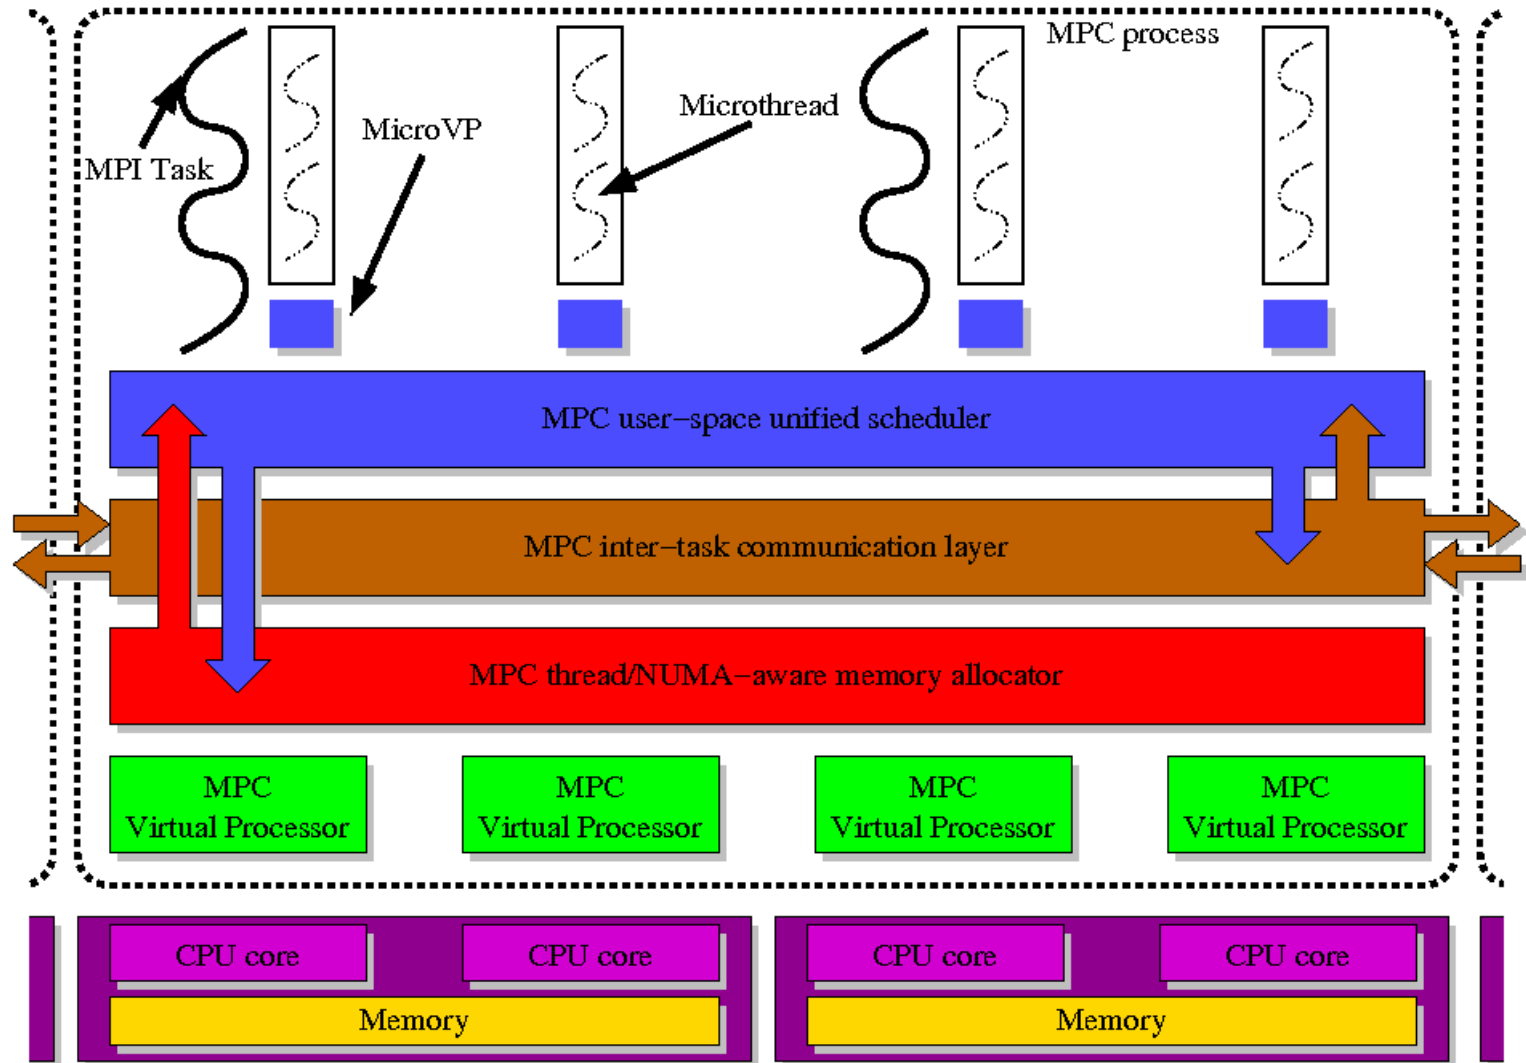 MPC process
Microthread
MicroVP
MPI Task
MPC user−space unified scheduler
MPC inter−task communication layer
MPC thread/NUMA−aware memory allocator
MPC
Virtual Processor
MPC
Virtual Processor
MPC
Virtual Processor
MPC
Virtual Processor
CPU core
CPU core
CPU core
CPU core
Memory
Memory